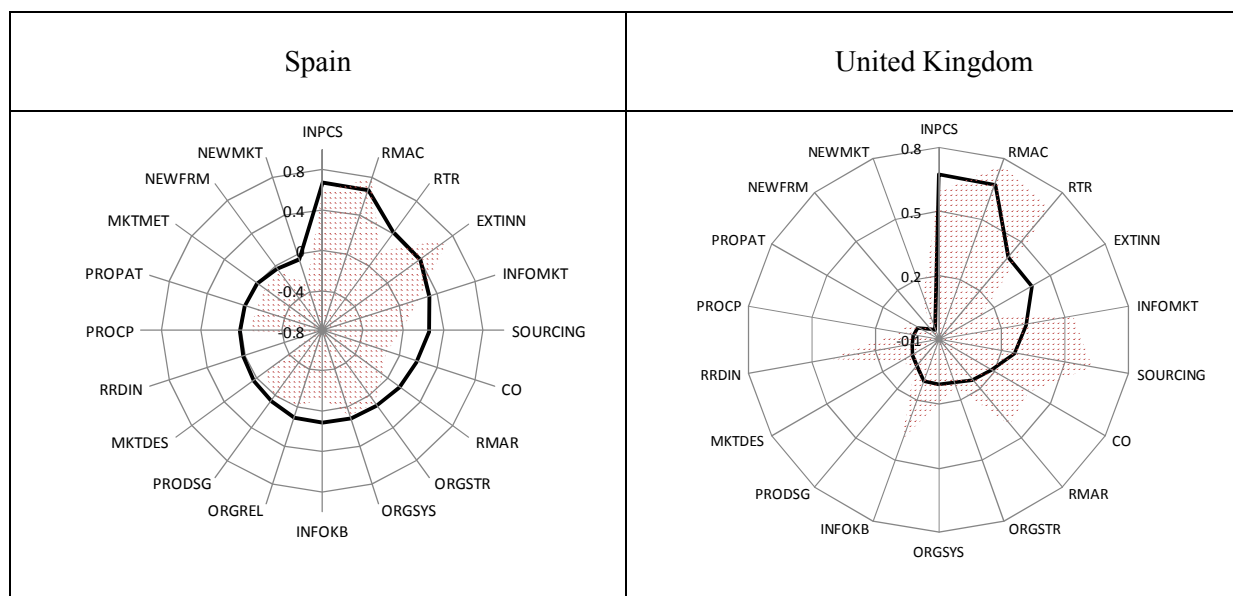 Spain
United Kingdom
INPCS
RMAC
RTR
EXTINN
INFOMKT
SOURCING
CO
RMAR
ORGSTR
ORGSYS
INFOKB
ORGREL
PRODSG
MKTDES
RRDIN
PROCP
PROPAT
MKTMET
NEWFRM
NEWMKT
0.8
0.4
0
-0.4
-0.8
INPCS
RMAC
RTR
EXTINN
INFOMKT
SOURCING
CO
RMAR
ORGSTR
ORGSYS
INFOKB
PRODSG
MKTDES
RRDIN
PROCP
PROPAT
NEWFRM
NEWMKT
0.8
0.5
0.2
-0.1